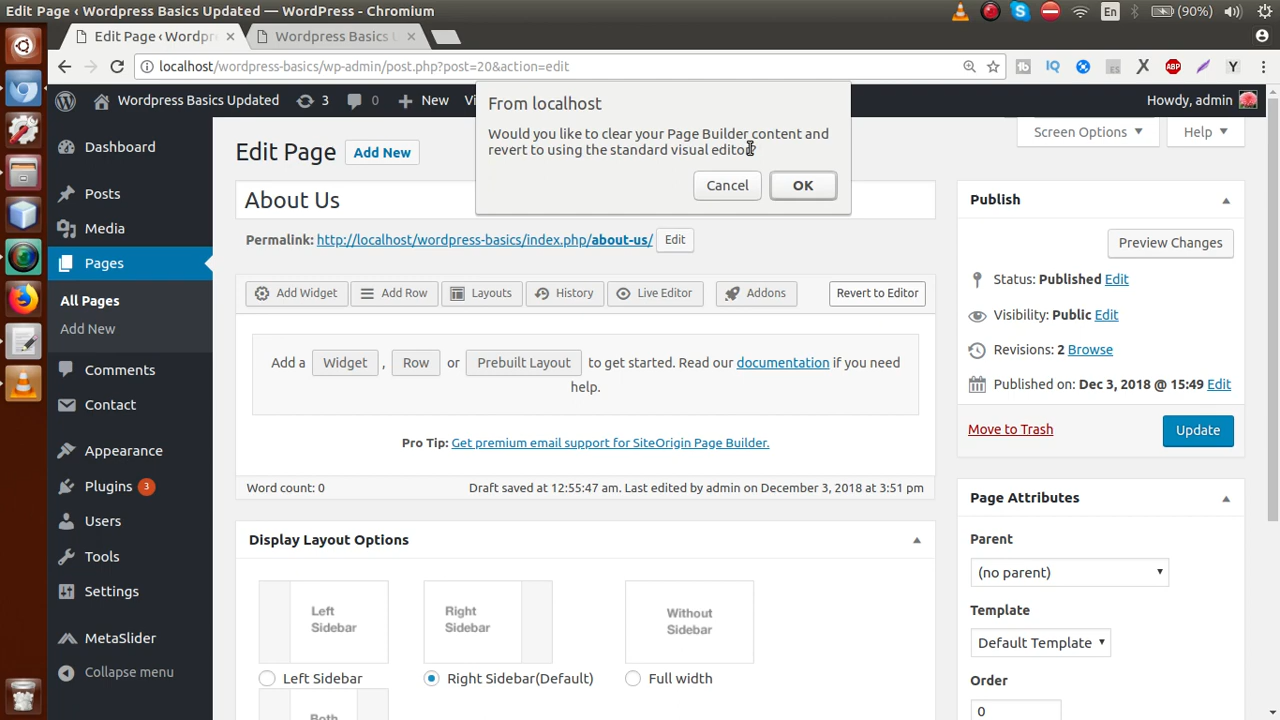 Edit Page ‹ Wordpress Basics Updated — WordPress - Chromium
En
(90%)
Edit Page ‹ Wordpr
Wordpress Basics U
localhost/wordpress-basics/wp-admin/post.php?post=20&action=edit
Wordpress Basics Updated
3
0
New
Howdy, admin
From localhost
Would you like to clear your Page Builder content and
revert to using the standard visual editor?
Cancel
OK
Dashboard
Posts
Media
Pages
All Pages
Add New
Comments
Contact
Appearance
Plugins 3
Users
Tools
Settings
MetaSlider
Collapse menu
Screen Options
Help
Edit Page
Add New
About Us
Permalink: http://localhost/wordpress-basics/index.php/about-us/ Edit
Add Widget
Add Row
Layouts
History
Live Editor
Addons
Revert to Editor
Add a Widget , Row or Prebuilt Layout to get started. Read our documentation if you need
help.
Pro Tip: Get premium email support for SiteOrigin Page Builder.
Word count: 0
Draft saved at 12:55:47 am. Last edited by admin on December 3, 2018 at 3:51 pm
Display Layout Options
Left
Sidebar
Right
Sidebar
Without
Sidebar
Left Sidebar
Right Sidebar(Default)
Full width
Both
Publish
Preview Changes
Status: Published Edit
Visibility: Public Edit
Revisions: 2 Browse
Published on: Dec 3, 2018 @ 15:49 Edit
Move to Trash
Update
Page Attributes
Parent
(no parent)
Template
Default Template
Order
0